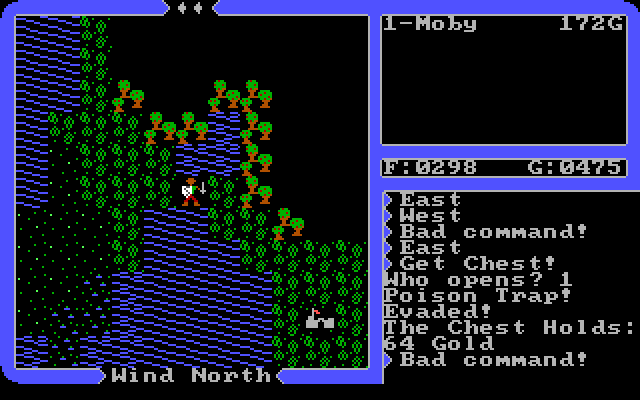 1-Moby 172G
F:0298 G:0475
East
West
Bad command!
East
Get Chest!
Who opens? 1
Poison Trap!
Evaded!
The Chest Holds:
64 Gold
Bad command!
Wind North